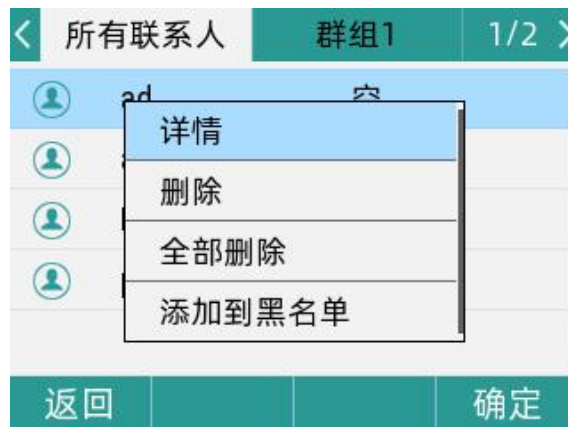 所有联系人 群组1 1/2
ad
详情
删除
全部删除
添加到黑名单
返回 确定